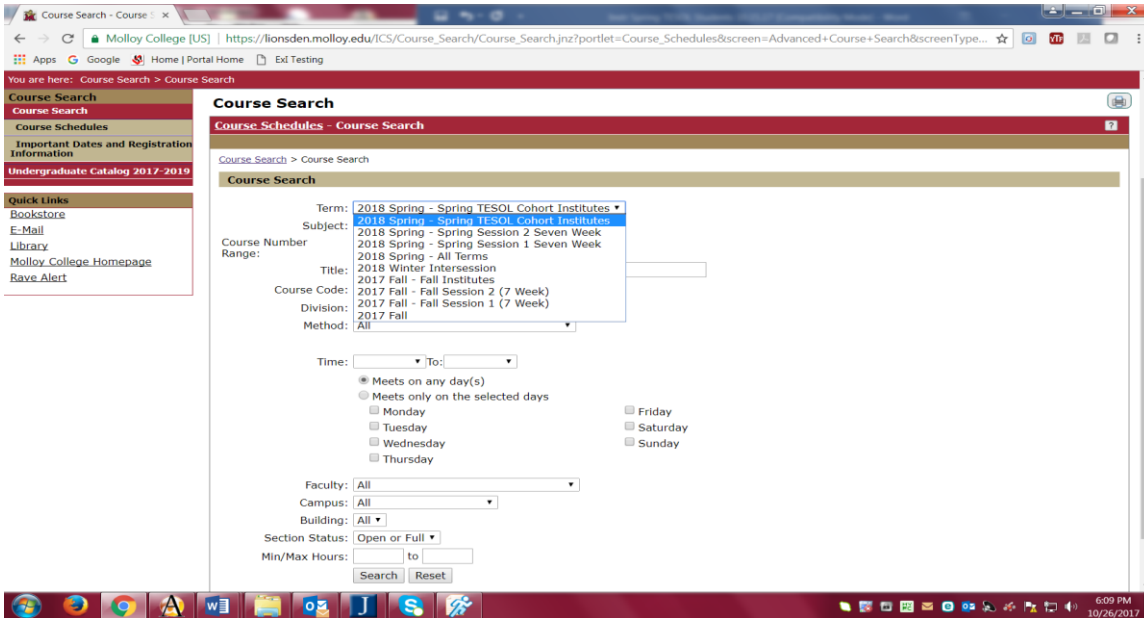 Course Search - Course S
Molloy College [US] | https://lionsden.molloy.edu/ICS/Course_Search/Course_Search.jnz?portlet=Course_Schedules&screen=Advanced+Course+Search&screenType...
Apps Google Home | Portal Home ExI Testing
You are here: Course Search > Course Search
Course Search
Course Search
Course Schedules
Important Dates and Registration
Information
Undergraduate Catalog 2017-2019
Quick Links
Bookstore
E-Mail
Library
Molloy College Homepage
Rave Alert
Course Search
Course Schedules - Course Search
?
Course Search > Course Search
Course Search
Term: 2018 Spring - Spring TESOL Cohort Institutes
2018 Spring - Spring TESOL Cohort Institutes
2018 Spring - Spring Session 2 Seven Week
2018 Spring - Spring Session 1 Seven Week
2018 Spring - All Terms
2018 Winter Intersession
2017 Fall - Fall Institutes
2017 Fall - Fall Session 2 (7 Week)
2017 Fall - Fall Session 1 (7 Week)
2017 Fall
Subject:
Course Number
Range:
Title:
Course Code:
Division:
Method: All
Time: To:
Meets on any day(s)
Meets only on the selected days
Monday Friday
Tuesday Saturday
Wednesday Sunday
Thursday
Faculty: All
Campus: All
Building: All
Section Status: Open or Full
Min/Max Hours: to
Search Reset
6:09 PM
10/26/2017